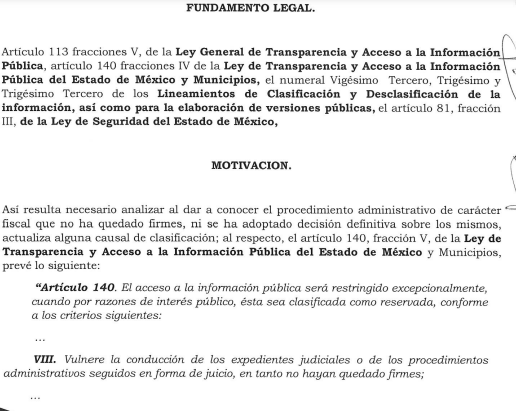 FUNDAMENTO LEGAL.
Artículo 113 fracciones V, de la Ley General de Transparencia y Acceso a la Información
Pública, artículo 140 fracciones IV de la Ley de Transparencia y Acceso a la Información
Pública del Estado de México y Municipios, el numeral Vigésimo Tercero, Trigésimo y
Trigésimo Tercero de los Lineamientos de Clasificación y Desclasificación de la
información, así como para la elaboración de versiones públicas, el artículo 81, fracción
III, de la Ley de Seguridad del Estado de México,
MOTIVACION.
Así resulta necesario analizar al dar a conocer el procedimiento administrativo de carácter
fiscal que no ha quedado firmes, ni se ha adoptado decisión definitiva sobre los mismos,
actualiza alguna causal de clasificación; al respecto, el artículo 140, fracción V, de la Ley de
Transparencia y Acceso a la Información Pública del Estado de México y Municipios,
prevé lo siguiente:
"Artículo 140. El acceso a la información pública será restringido excepcionalmente,
cuando por razones de interés público, ésta sea clasificada como reservada, conforme
a los criterios siguientes:
...
VIII. Vulnere la conducción de los expedientes judiciales o de los procedimientos
administrativos seguidos en forma de juicio, en tanto no hayan quedado firmes;
...